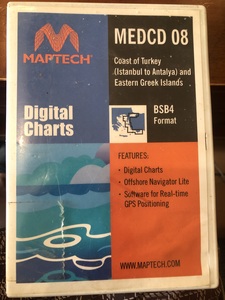 MAPTECH®
MEDCD 08
Coast of Turkey
(Istanbul to Antalya) and
Eastern Greek Islands
Digital
Charts
BSB4
Format
FEATURES:
• Digital Charts
• Offshore Navigator Lite
• Software for Real-time
GPS Positioning
WWW.MAPTECH.COM